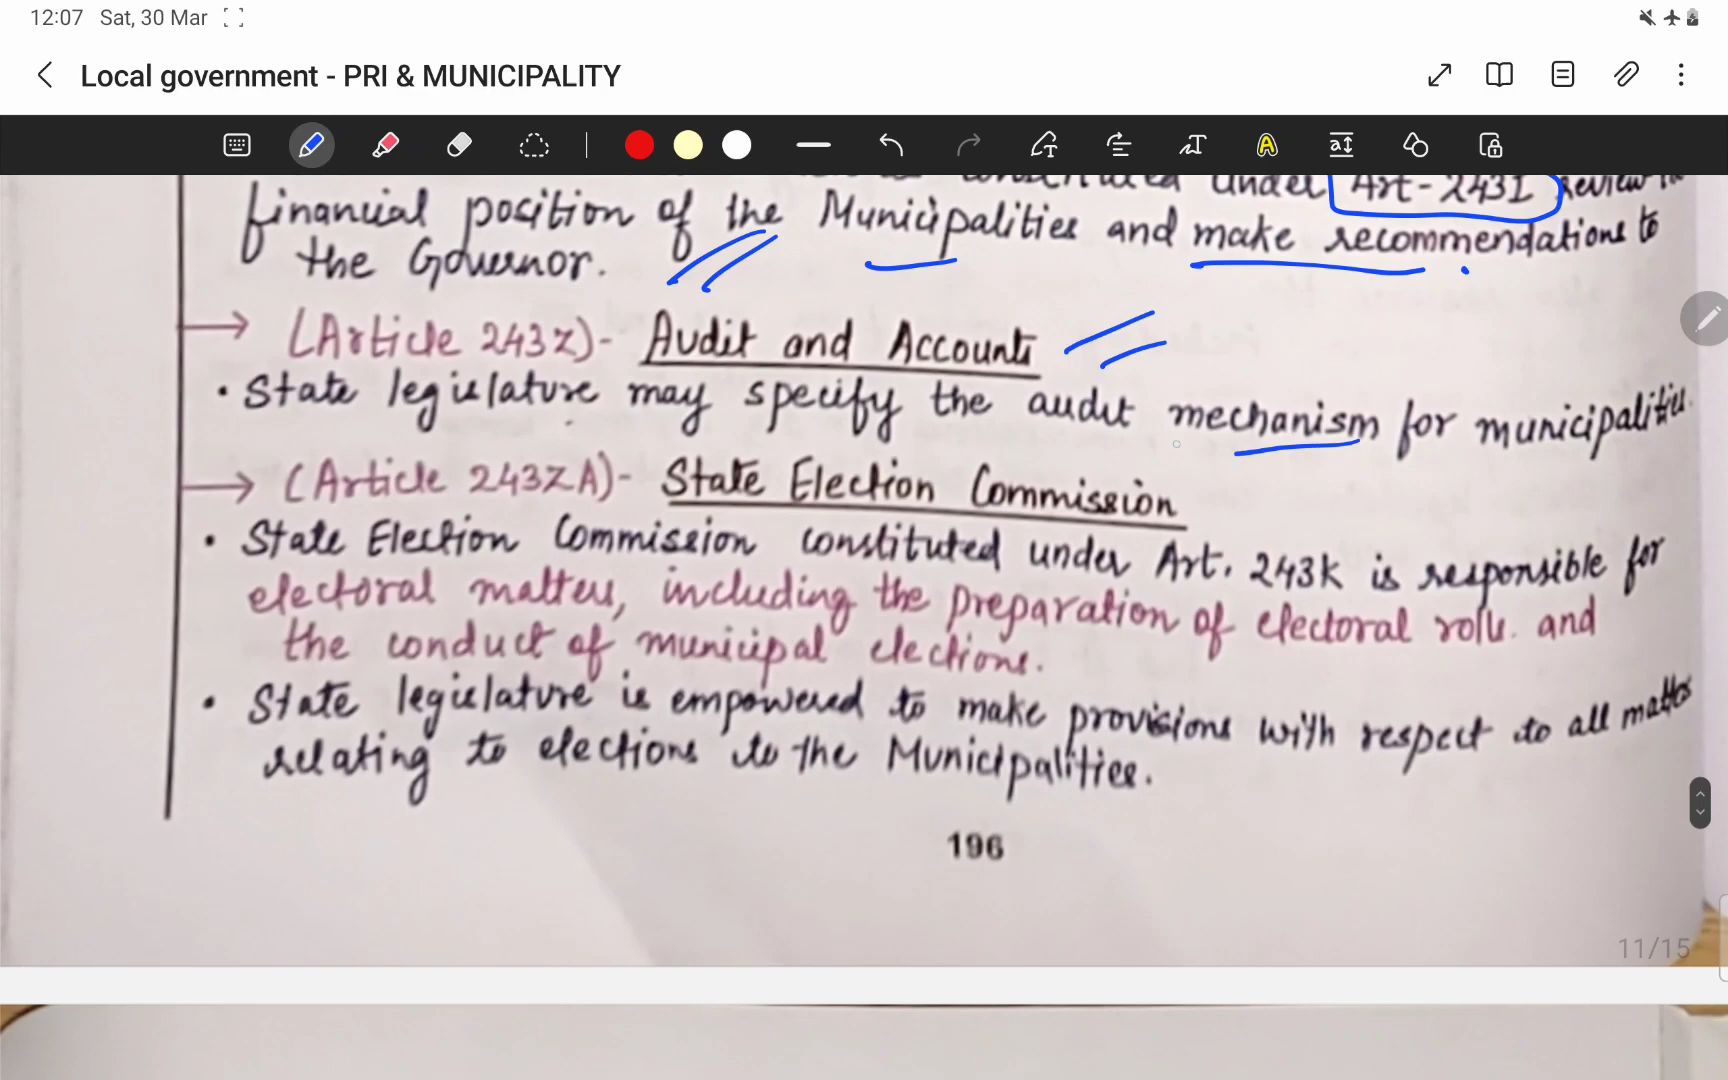 12:07 Sat, 30 Mar
Local government - PRI & MUNICIPALITY
constituted under Art-243I review
financial position of the Municipalities and make recommendations to
the Governor.
→ (Article 243Z)- Audit and Accounts
• State legislature may specify the audit mechanism for municipalities.
→ (Article 243ZA)- State Election Commission
• State Election Commission constituted under Art. 243K is responsible for
electoral matters, including the preparation of electoral rolls. and
the conduct of municipal elections.
• State legislature is empowered to make provisions with respect to all matters
relating to elections to the Municipalities.
196
11/15